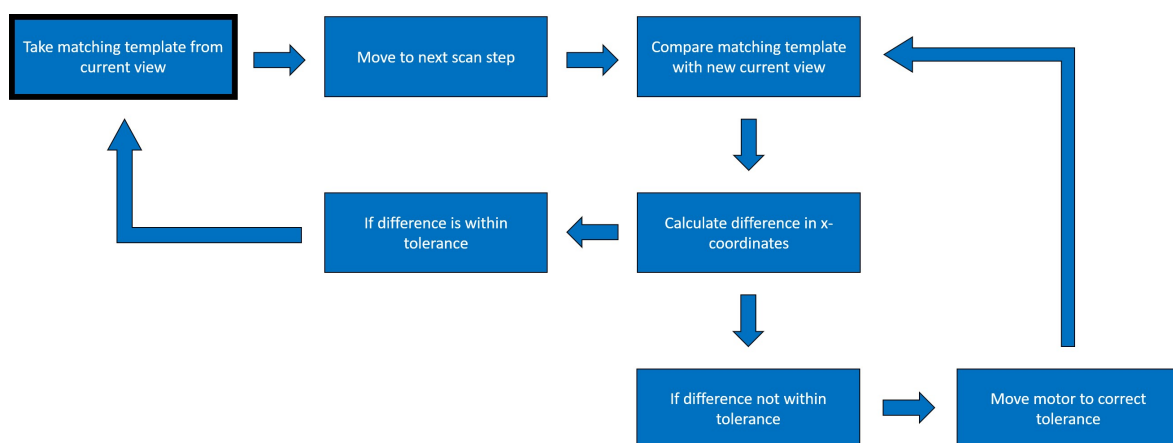 Take matching template from
current view
Move to next scan step
Compare matching template
with new current view
If difference is within
tolerance
Calculate difference in x-
coordinates
If difference not within
tolerance
Move motor to correct
tolerance